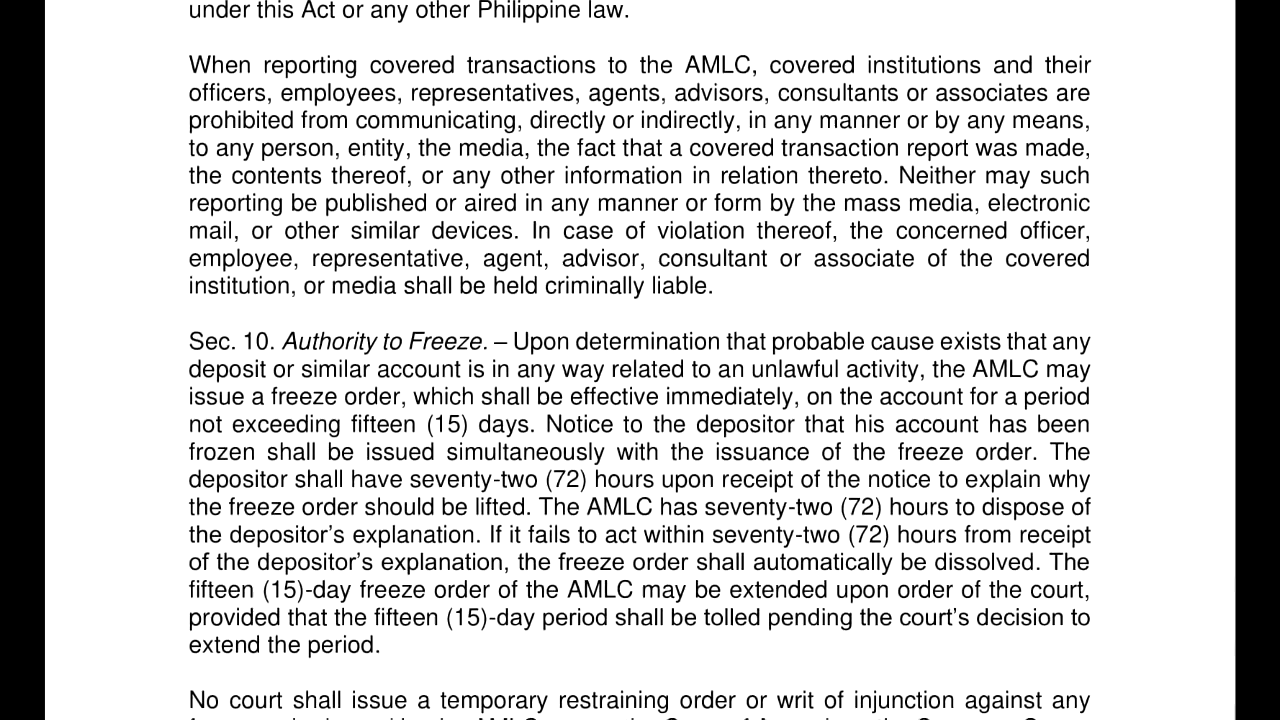 under this Act or any other Philippine law.
When reporting covered transactions to the AMLC, covered institutions and their
officers, employees, representatives, agents, advisors, consultants or associates are
prohibited from communicating, directly or indirectly, in any manner or by any means,
to any person, entity, the media, the fact that a covered transaction report was made,
the contents thereof, or any other information in relation thereto. Neither may such
reporting be published or aired in any manner or form by the mass media, electronic
mail, or other similar devices. In case of violation thereof, the concerned officer,
employee, representative, agent, advisor, consultant or associate of the covered
institution, or media shall be held criminally liable.
Sec. 10. Authority to Freeze. – Upon determination that probable cause exists that any
deposit or similar account is in any way related to an unlawful activity, the AMLC may
issue a freeze order, which shall be effective immediately, on the account for a period
not exceeding fifteen (15) days. Notice to the depositor that his account has been
frozen shall be issued simultaneously with the issuance of the freeze order. The
depositor shall have seventy-two (72) hours upon receipt of the notice to explain why
the freeze order should be lifted. The AMLC has seventy-two (72) hours to dispose of
the depositor’s explanation. If it fails to act within seventy-two (72) hours from receipt
of the depositor’s explanation, the freeze order shall automatically be dissolved. The
fifteen (15)-day freeze order of the AMLC may be extended upon order of the court,
provided that the fifteen (15)-day period shall be tolled pending the court’s decision to
extend the period.
No court shall issue a temporary restraining order or writ of injunction against any